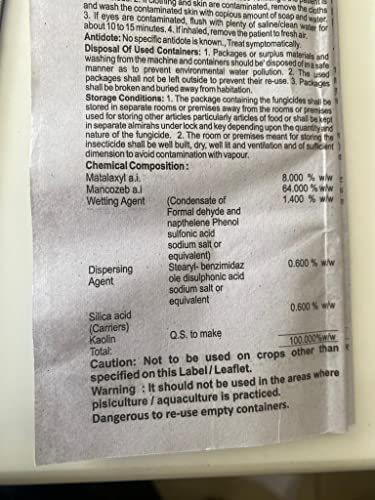 clothing and skin are contaminated, remove the cloths
and wash the contaminated skin with copious amount of soap and water.
3. If eyes are contaminated, flush with plenty of saline/clean water for
about 10 to 15 minutes. 4. If inhaled, remove the patient to fresh air.
Antidote: No specific antidote is known., Treat symptomatically.
Disposal Of Used Containers: 1. Packages or surplus materials and
washing from the machine and containers should be' disposed of in a safe
manner as to prevent environmental water pollution. 2. The used
packages shall not be left outside to prevent their re-use. 3. Packages
shall be broken and buried away from habitation.
Storage Conditions: 1. The package containing the fungicides shall be
stored in separate rooms or premises away from the rooms or premises
used for storing other articles particularly articles of food or shall be kept
in separate almirahs under lock and key depending upon the quantity and
nature of the fungicide. 2. The room or premises meant for storing the
insecticide shall be well built, dry, well lit and ventilation and of sufficient
dimension to avoid contamination with vapour.
Chemical Composition:
Matalaxyl a.i. 8.000 % w/w
Mancozeb a.i 64.000 % w/w
Wetting Agent (Condensate of 1.400 % w/w
Formal dehyde and
napthelene Phenol
sulfonic acid
sodium salt or
equivalent)
Dispersing Stearyl- benzimidaz 0.600 % w/w
Agent ole disulphonic acid
sodium salt or
equivalent
Silica acid 0.600 % w/w
(Carriers)
Kaolin Q.S. to make
Total: 100.000%w/w
Caution: Not to be used on crops other than
specified on this Label / Leaflet.
Warning : It should not be used in the areas where
pisiculture / aquaculture is practiced.
Dangerous to re-use empty containers.